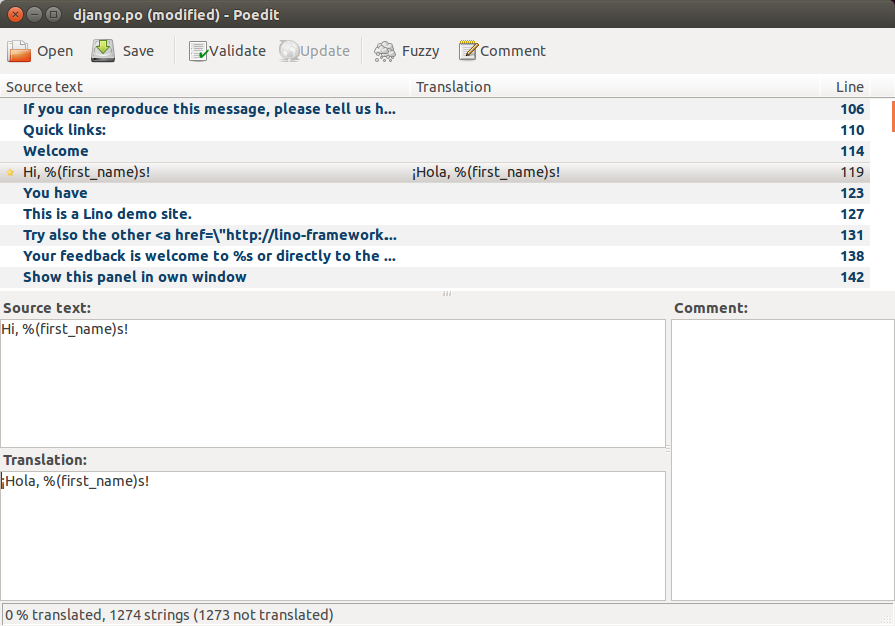 django.po (modified) - Poedit
Open Save Validate Update Fuzzy Comment
Source text Translation Line
If you can reproduce this message, please tell us h... 106
Quick links: 110
Welcome 114
Hi, %(first_name)s! ¡Hola, %(first_name)s! 119
You have 123
This is a Lino demo site. 127
Try also the other <a href=\"http://lino-framework... 131
Your feedback is welcome to %s or directly to the ... 138
Show this panel in own window 142
Source text: Comment:
Hi, %(first_name)s!
Translation:
¡Hola, %(first_name)s!
0 % translated, 1274 strings (1273 not translated)